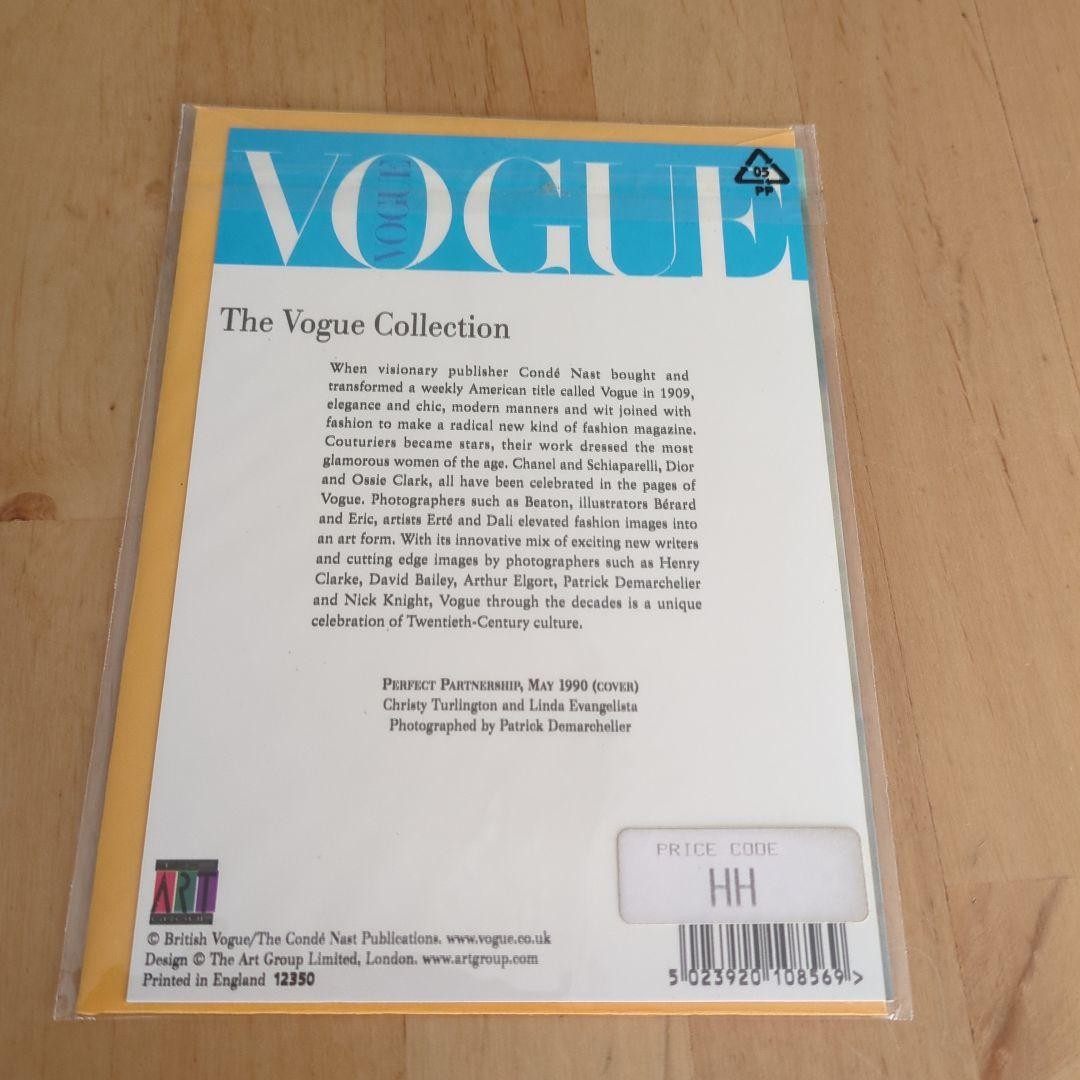 VOGUE
VOGUE
05
PP
The Vogue Collection
When visionary publisher Condé Nast bought and
transformed a weekly American title called Vogue in 1909,
elegance and chic, modern manners and wit joined with
fashion to make a radical new kind of fashion magazine.
Couturiers became stars, their work dressed the most
glamorous women of the age. Chanel and Schiaparelli, Dior
and Ossie Clark, all have been celebrated in the pages of
Vogue. Photographers such as Beaton, illustrators Bérard
and Eric, artists Erté and Dali elevated fashion images into
an art form. With its innovative mix of exciting new writers
and cutting edge images by photographers such as Henry
Clarke, David Bailey, Arthur Elgort, Patrick Demarchelier
and Nick Knight, Vogue through the decades is a unique
celebration of Twentieth-Century culture.
PERFECT PARTNERSHIP, MAY 1990 (COVER)
Christy Turlington and Linda Evangelista
Photographed by Patrick Demarchelier
PRICE CODE
HH
ART
© British Vogue/The Condé Nast Publications. www.vogue.co.uk
Design © The Art Group Limited, London. www.artgroup.com
Printed in England 12350
5 023920 108569 >